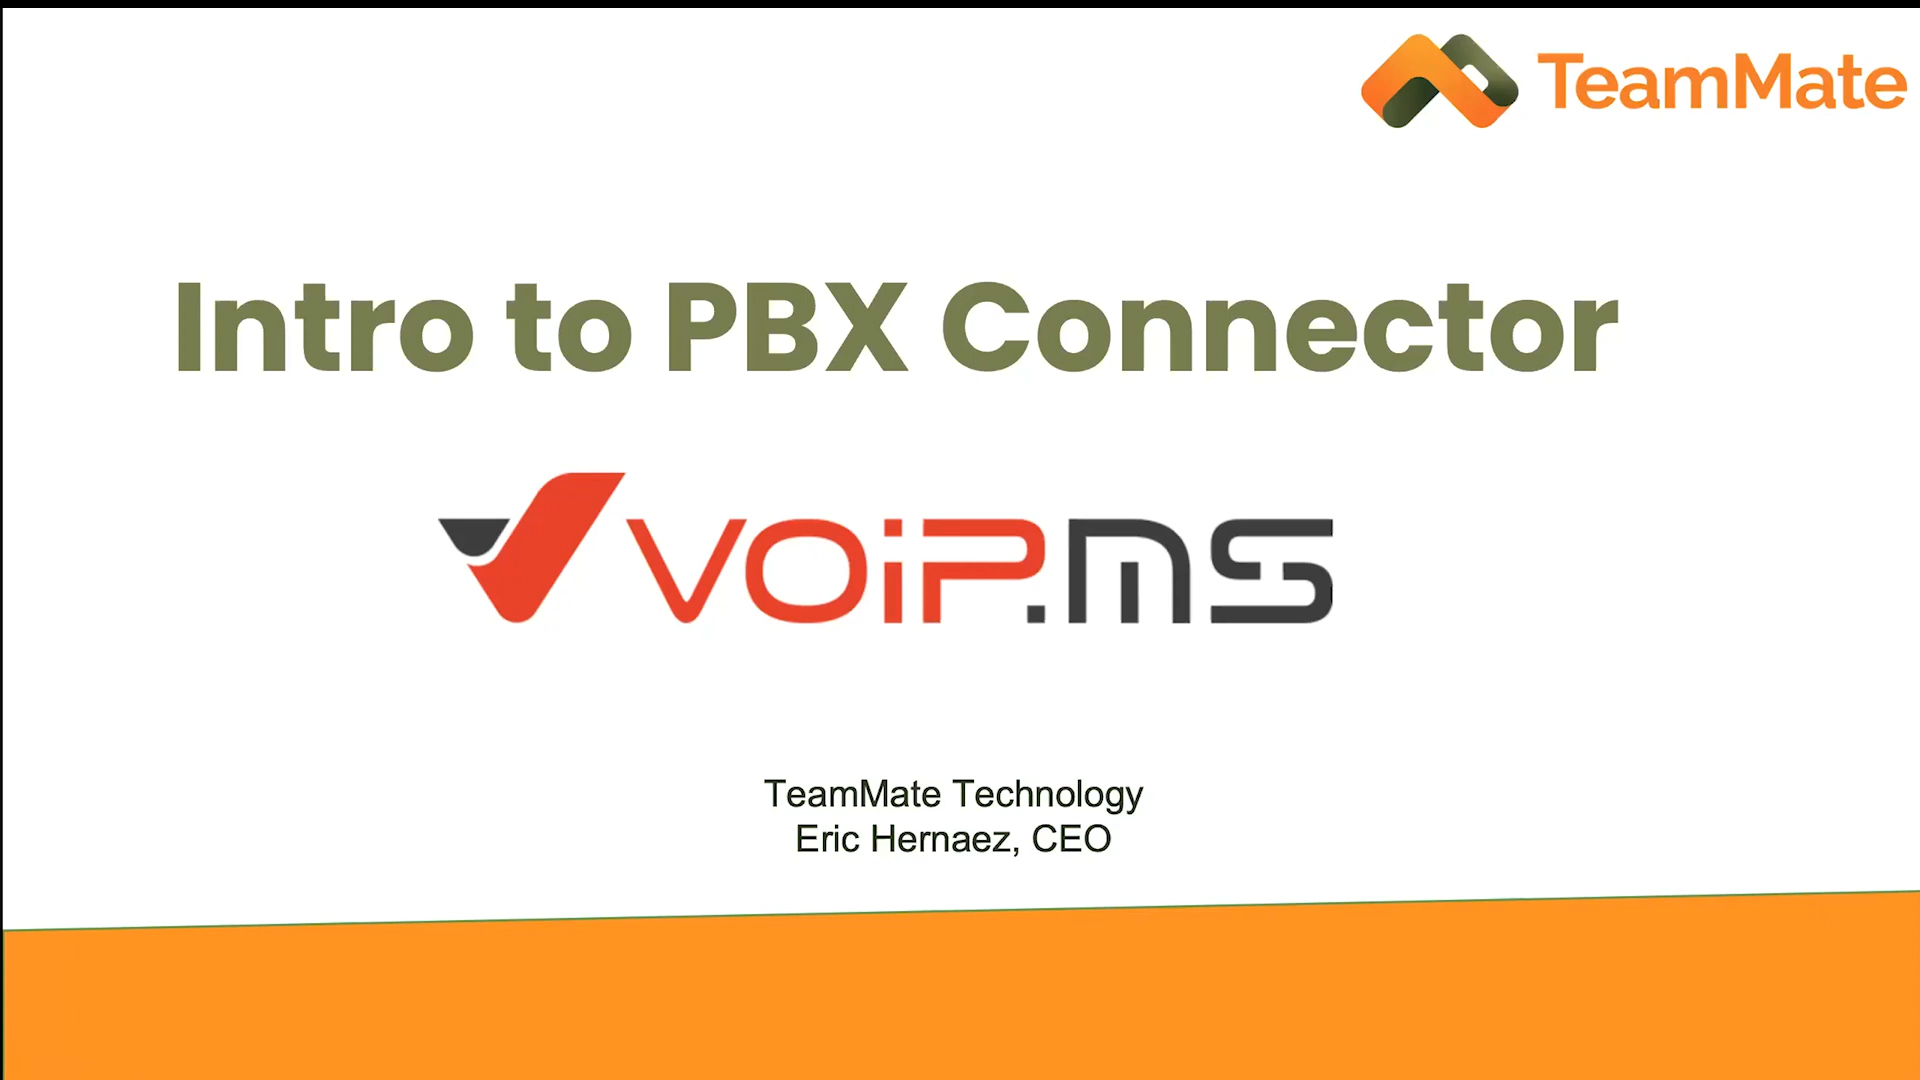 TeamMate
Intro to PBX Connector
VOiP.MS
TeamMate Technology
Eric Hernaez, CEO